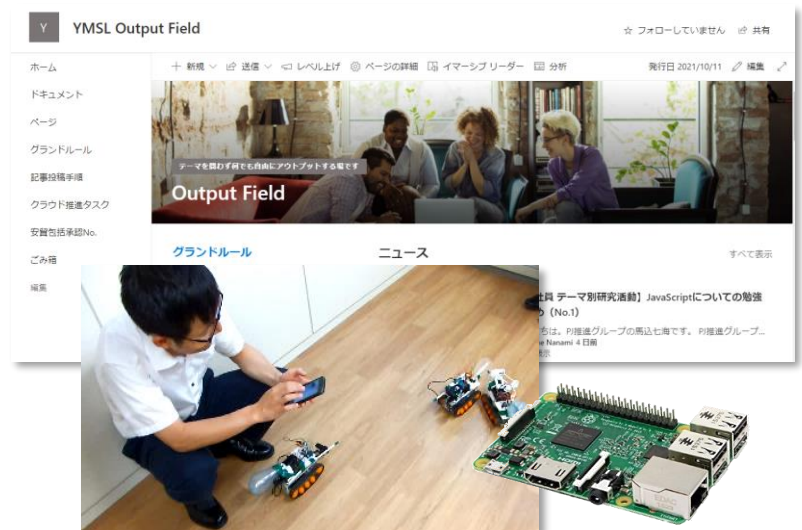 Y
YMSL Output Field
☆ フォローしていません
共有
ホーム
ドキュメント
ページ
グランドルール
記事投稿手順
クラウド推進タスク
安醤包括承認No.
ごみ箱
編集
＋ 新規 送信 レベル上げ ページの詳細 イマーシブ リーダー 分析
発行日 2021/10/11 編集
テーマを問わず何でも自由にアウトプットする場です
Output Field
グランドルール
ニュース
すべて表示
社員 テーマ別研究活動】JavaScriptについての勉強
（No.1）
ちは。PJ推進グループの馬込七海です。 PJ推進グループ...
Nanami 4 日前
表示